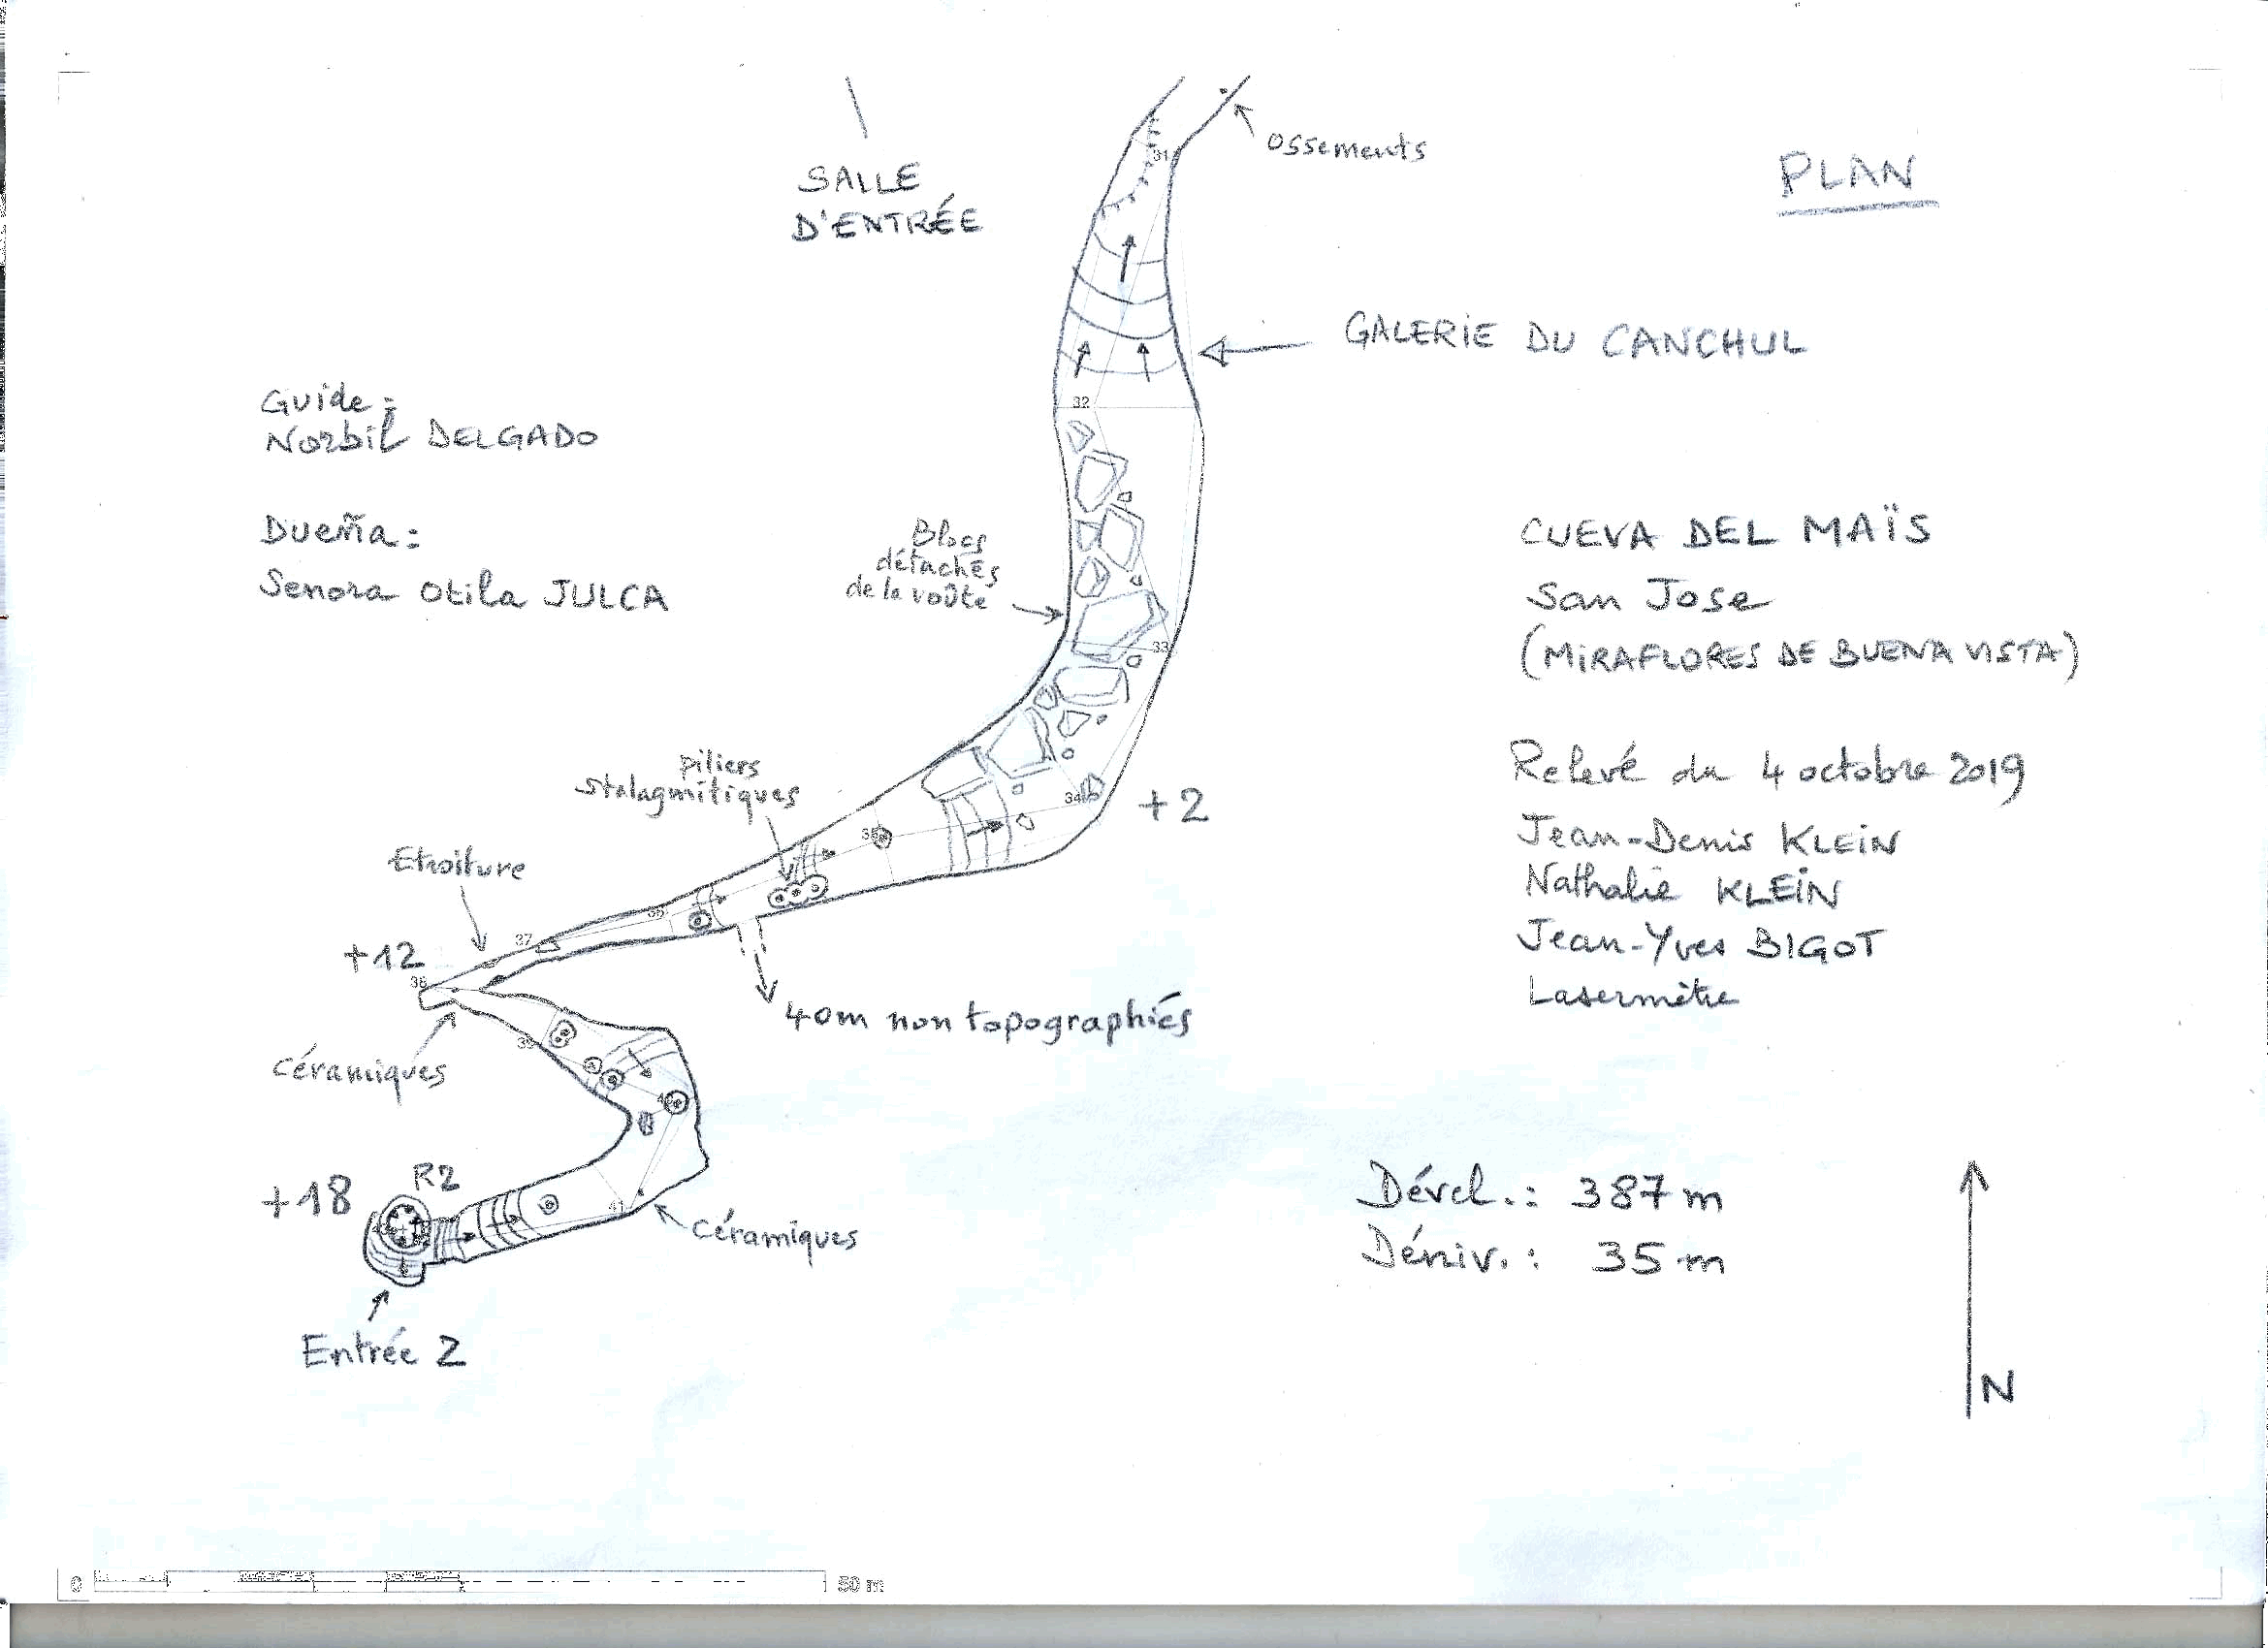 SALLE
D'ENTRÉE
Ossements
PLAN
31
GALERIE DU CANCHUL
32
Guide :
Norbil DELGADO
Dueña :
Senora Otila JULCA
Blocs
détachés
de la voûte
33
CUEVA DEL MAÏS
San Jose
(MIRAFLORES DE BUENA VISTA)
Relevé du 4 octobre 2019
Jean-Denis KLEIN
Nathalie KLEIN
Jean-Yves BIGOT
Lasermètre
piliers
stalagmitiques
34
+2
35
Etroiture
37
+12
38
40m non topographiés
Céramiques
39
R2
+18
41
Céramiques
Entrée 2
Dével. : 387 m
Déniv. : 35 m
N
0
50 m